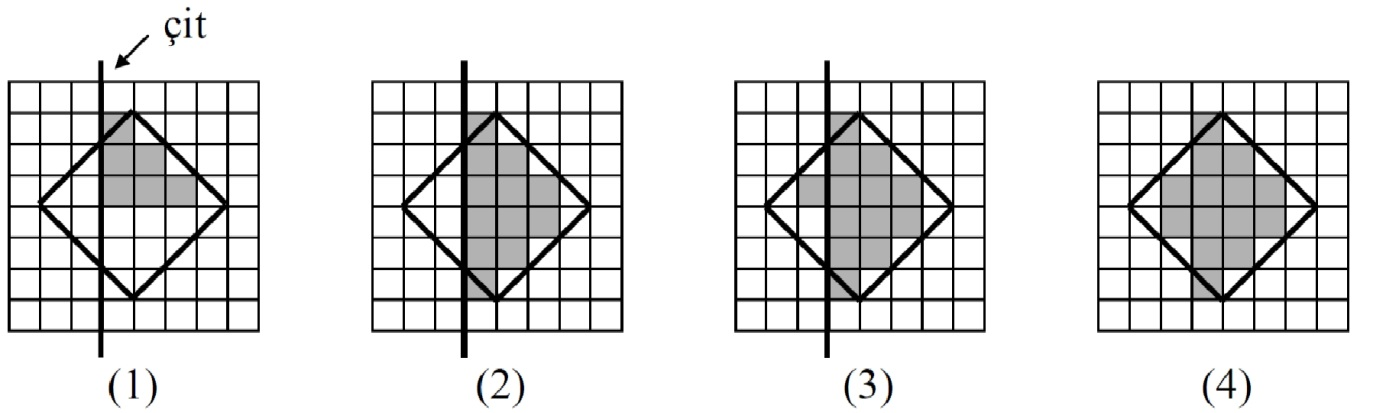 çit
(1) (2) (3) (4)